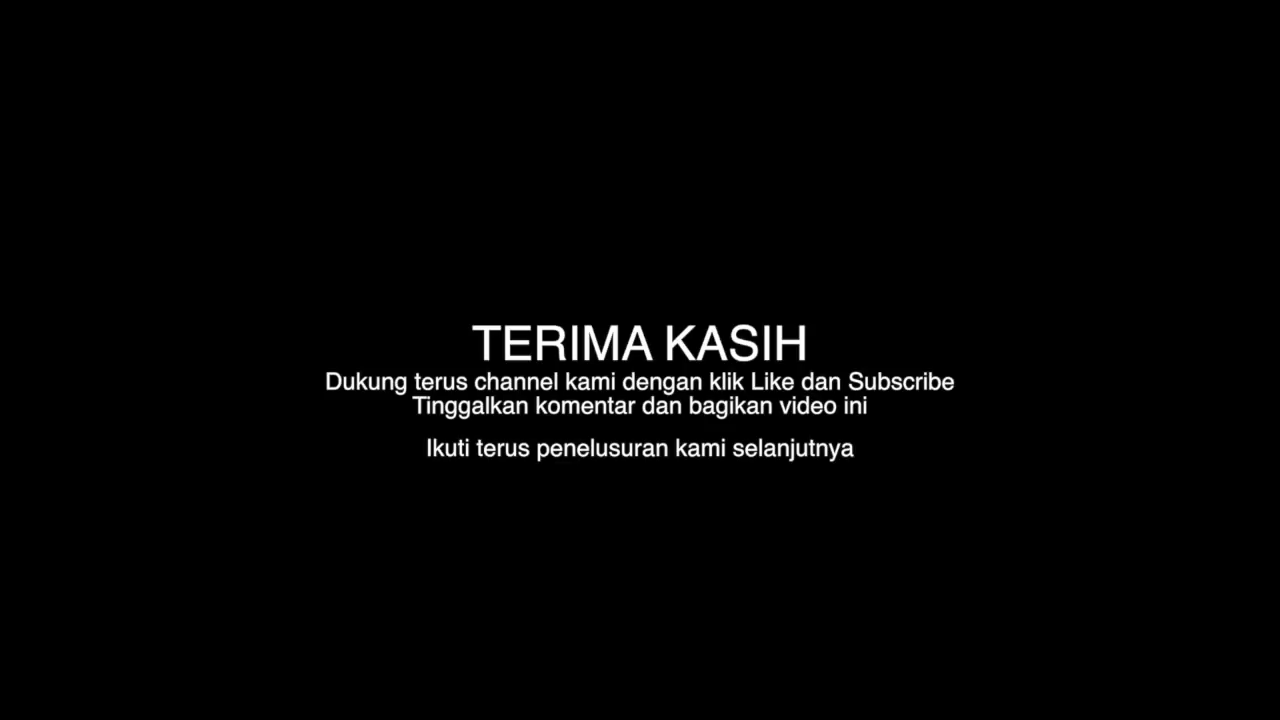 TERIMA KASIH
Dukung terus channel kami dengan klik Like dan Subscribe
Tinggalkan komentar dan bagikan video ini
Ikuti terus penelusuran kami selanjutnya